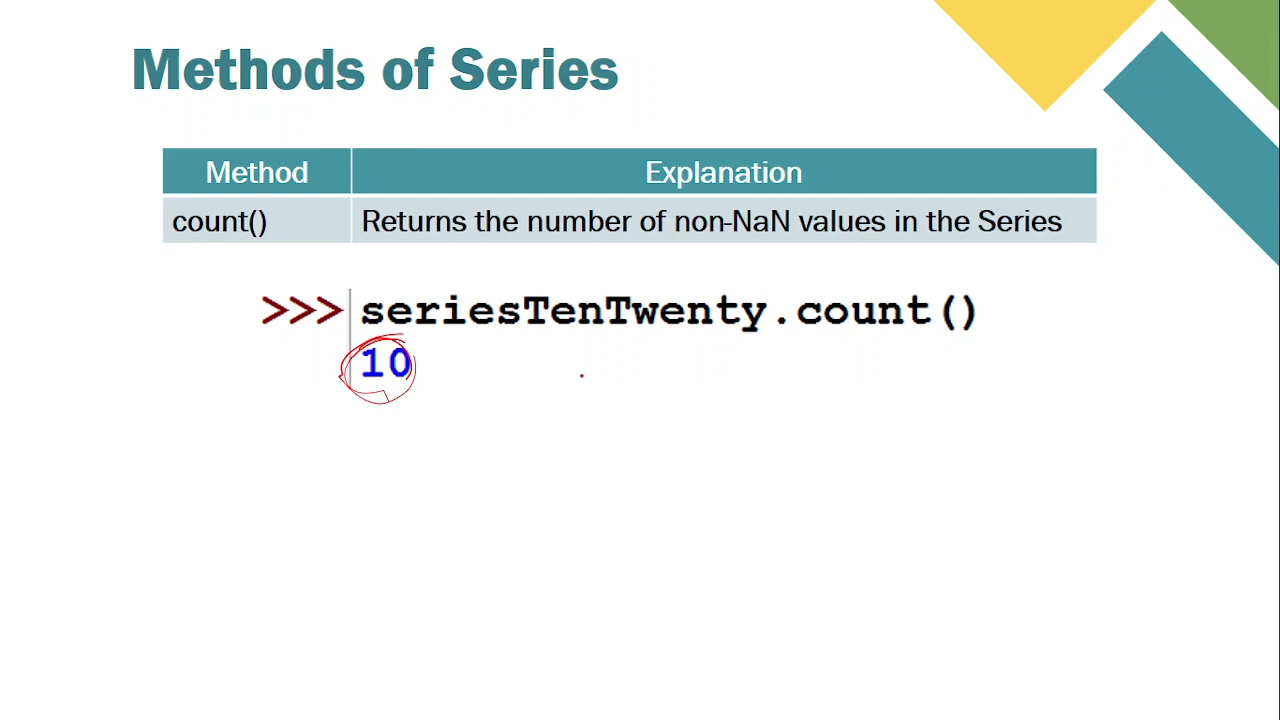 Methods of Series
Method Explanation
count() Returns the number of non-NaN values in the Series
>>> seriesTenTwenty.count()
10